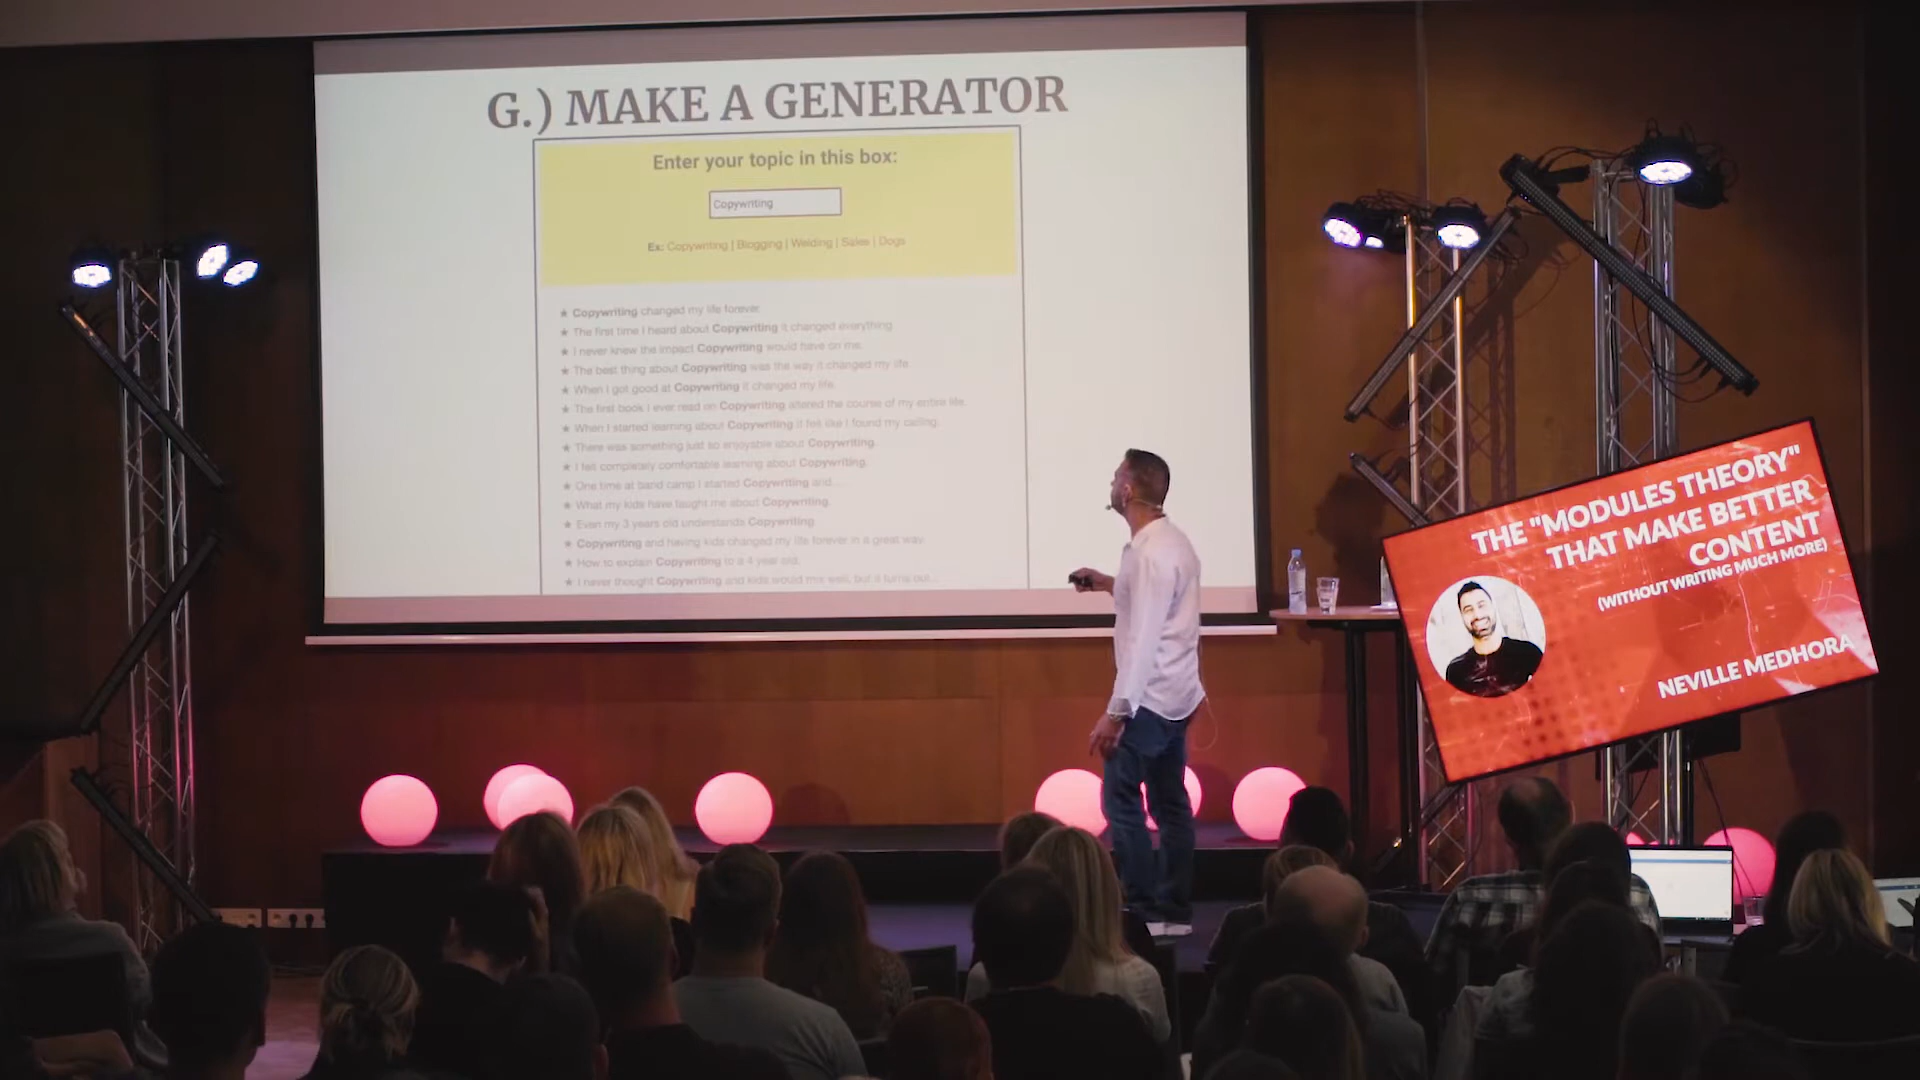 G.) MAKE A GENERATOR
Enter your topic in this box:
Copywriting
Ex: Copywriting | Blogging | Welding | Sales | Dogs
★ Copywriting changed my life forever.
★ The first time I heard about Copywriting it changed everything
★ I never knew the impact Copywriting would have on me.
★ The best thing about Copywriting was the way it changed my life.
★ When I got good at Copywriting it changed my life.
★ The first book I ever read on Copywriting altered the course of my entire life.
★ When I started learning about Copywriting it felt like I found my calling.
★ There was something just so enjoyable about Copywriting.
★ I felt completely comfortable learning about Copywriting.
★ One time at band camp I started Copywriting and...
★ What my kids have taught me about Copywriting.
★ Even my 3 years old understands Copywriting.
★ Copywriting and having kids changed my life forever in a great way.
★ How to explain Copywriting to a 4 year old.
★ I never thought Copywriting and kids would mix well, but it turns out...
THE "MODULES THEORY"
THAT MAKE BETTER
CONTENT
(WITHOUT WRITING MUCH MORE)
NEVILLE MEDHORA